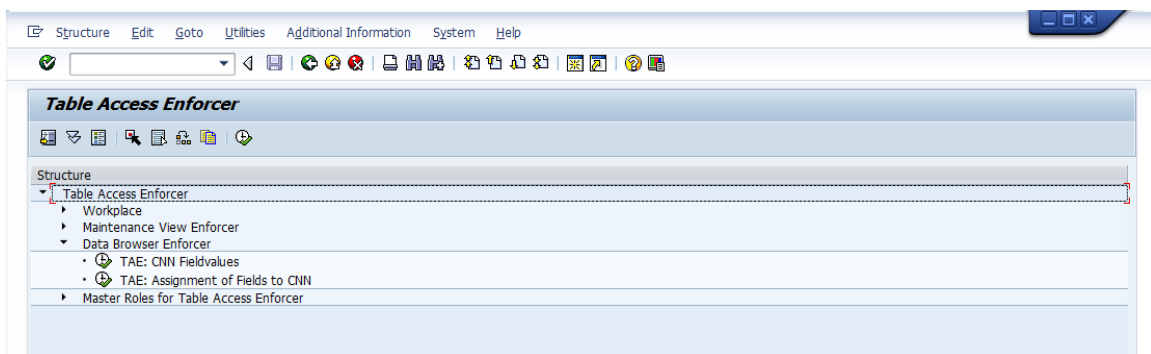 Structure Edit Goto Utilities Additional Information System Help
Table Access Enforcer
Structure
Table Access Enforcer
Workplace
Maintenance View Enforcer
Data Browser Enforcer
TAE: CNN Fieldvalues
TAE: Assignment of Fields to CNN
Master Roles for Table Access Enforcer